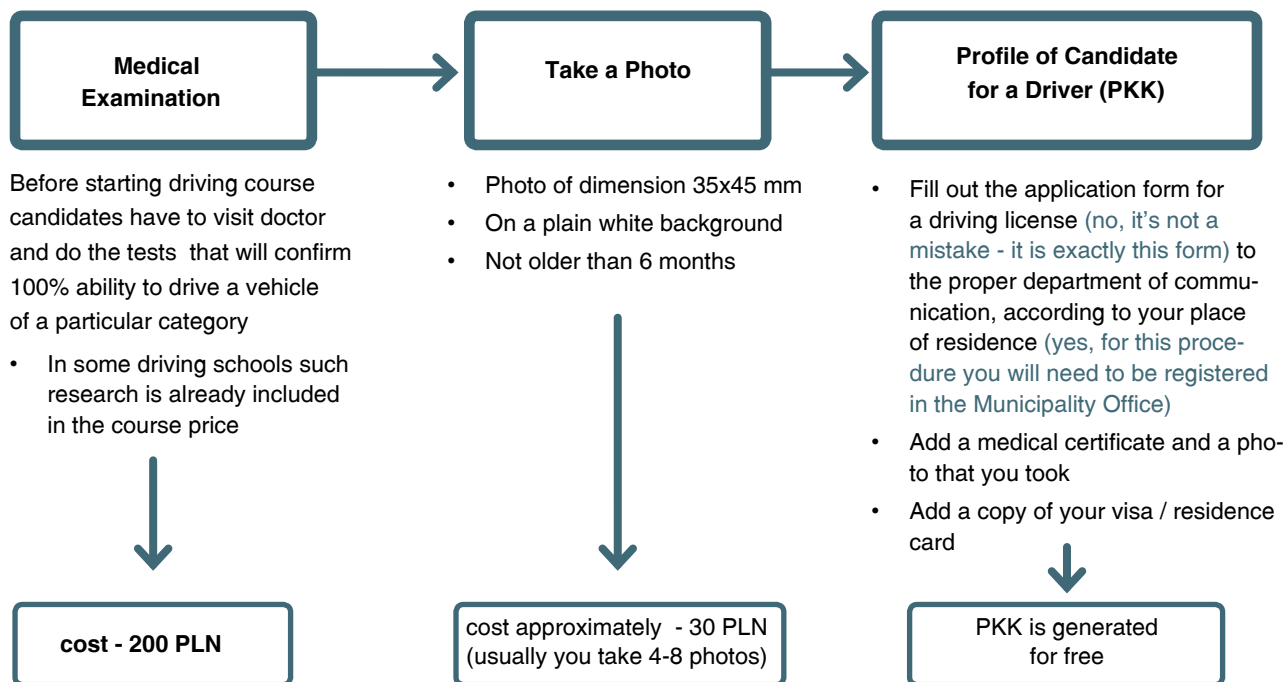 Medical
Examination
Take a Photo
Profile of Candidate
for a Driver (PKK)
Before starting driving course
candidates have to visit doctor
and do the tests that will confirm
100% ability to drive a vehicle
of a particular category
• In some driving schools such
research is already included
in the course price
• Photo of dimension 35x45 mm
• On a plain white background
• Not older than 6 months
• Fill out the application form for
a driving license (no, it's not a
mistake - it is exactly this form) to
the proper department of commu-
nication, according to your place
of residence (yes, for this proce-
dure you will need to be registered
in the Municipality Office)
• Add a medical certificate and a pho-
to that you took
• Add a copy of your visa / residence
card
cost - 200 PLN
cost approximately - 30 PLN
(usually you take 4-8 photos)
PKK is generated
for free